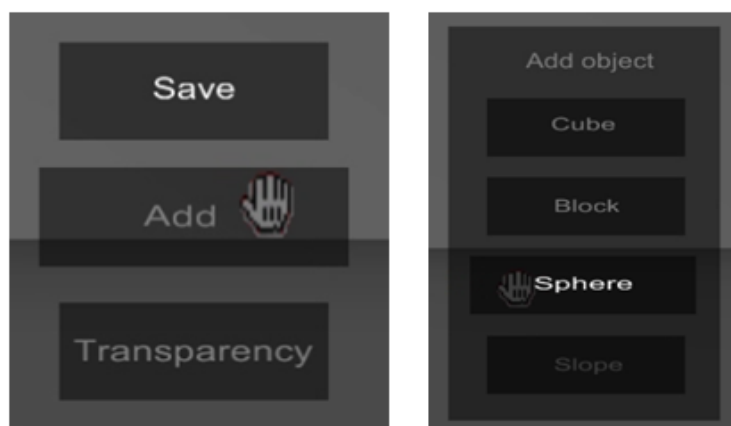 Save
Add
Transparency
Add object
Cube
Block
Sphere
Slope